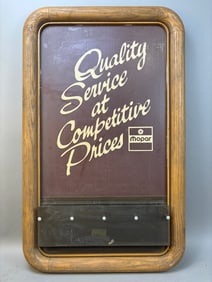 Quality
Service
at
Competitive
Prices
mopar